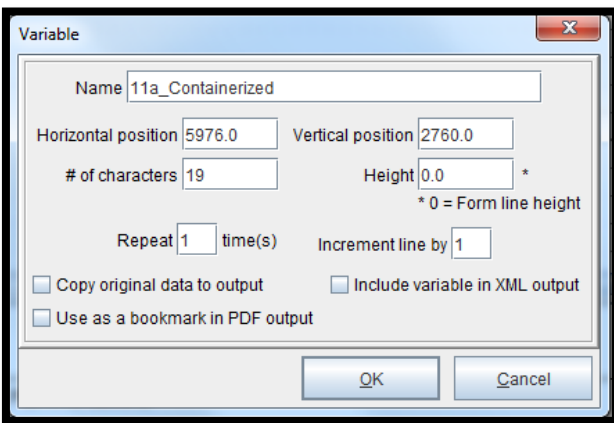 Variable
Name 11a_Containerized
Horizontal position 5976.0 Vertical position 2760.0
# of characters 19 Height 0.0 *
* 0 = Form line height
Repeat 1 time(s) Increment line by 1
Copy original data to output Include variable in XML output
Use as a bookmark in PDF output
OK Cancel